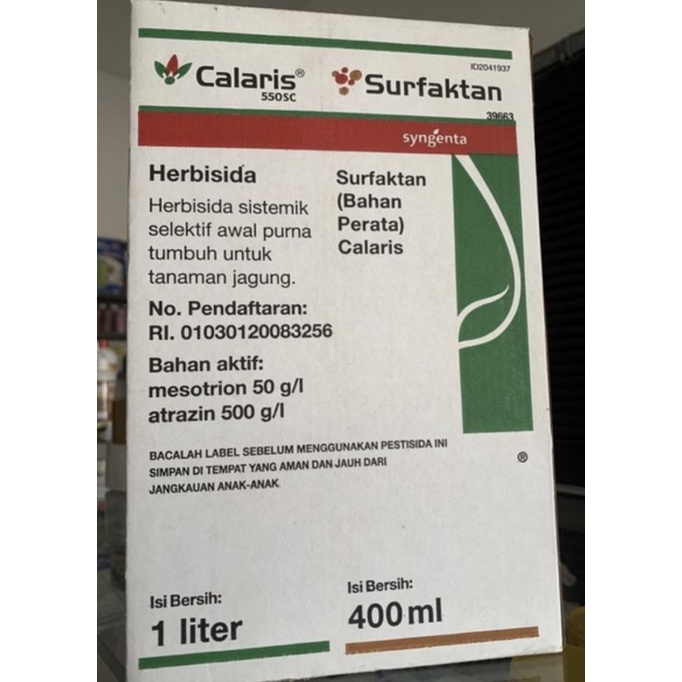 ID2041937
Calaris®
550SC
Surfaktan
39663
syngenta
Herbisida
Herbisida sistemik
selektif awal purna
tumbuh untuk
tanaman jagung.
Surfaktan
(Bahan
Perata)
Calaris
No. Pendaftaran:
RI. 01030120083256
Bahan aktif:
mesotrion 50 g/l
atrazin 500 g/l
BACALAH LABEL SEBELUM MENGGUNAKAN PESTISIDA INI
SIMPAN DI TEMPAT YANG AMAN DAN JAUH DARI
JANGKAUAN ANAK-ANAK
®
Isi Bersih:
1 liter
Isi Bersih:
400 ml